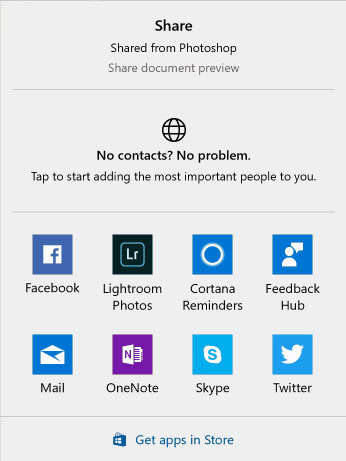 Share
Shared from Photoshop
Share document preview
No contacts? No problem.
Tap to start adding the most important people to you.
Lr
Facebook
Lightroom
Photos
Cortana
Reminders
Feedback
Hub
N
S
Mail
OneNote
Skype
Twitter
Get apps in Store